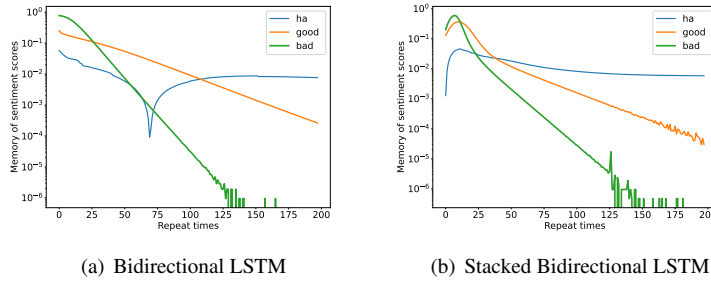 10⁰
10⁻¹
10⁻²
10⁻³
10⁻⁴
10⁻⁵
10⁻⁶
Memory of sentiment scores
0 25 50 75 100 125 150 175 200
Repeat times
ha
good
bad
(a) Bidirectional LSTM
10⁰
10⁻¹
10⁻²
10⁻³
10⁻⁴
10⁻⁵
10⁻⁶
Memory of sentiment scores
0 25 50 75 100 125 150 175 20
Repeat times
ha
good
bad
(b) Stacked Bidirectional LSTM